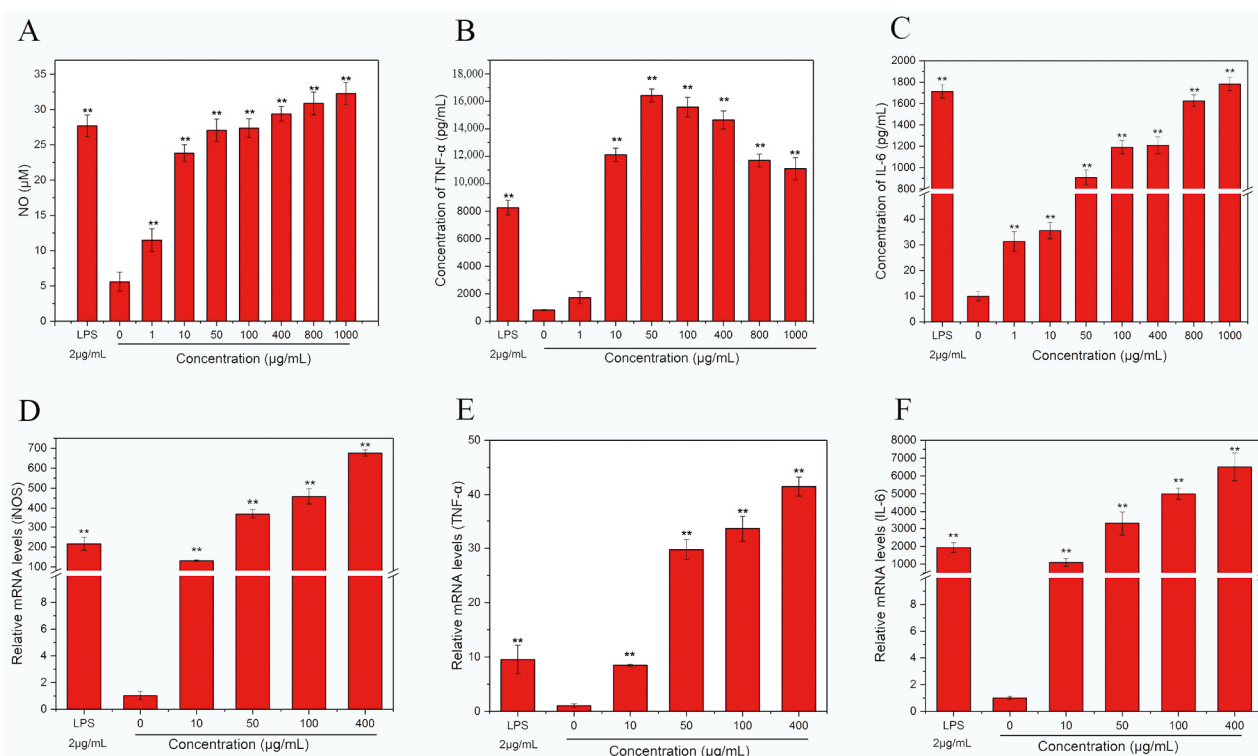 A
NO (µM)
35
30
25
20
15
10
5
0
** ** ** ** ** ** ** **
LPS 0 1 10 50 100 400 800 1000
2µg/mL Concentration (µg/mL)
B
Concentration of TNF-α (pg/mL)
18,000
16,000
14,000
12,000
10,000
8000
6000
4000
2000
0
** ** ** ** ** ** **
LPS 0 1 10 50 100 400 800 1000
2µg/mL Concentration (µg/mL)
C
Concentration of IL-6 (pg/mL)
2000
1800
1600
1400
1200
1000
800
40
30
20
10
0
** ** ** ** ** ** ** **
LPS 0 1 10 50 100 400 800 1000
2µg/mL Concentration (µg/mL)
D
Relative mRNA levels (iNOS)
700
600
500
400
300
200
100
8
6
4
2
0
** ** ** ** **
LPS 0 10 50 100 400
2µg/mL Concentration (µg/mL)
E
Relative mRNA levels (TNF-α)
50
40
30
20
10
0
** ** ** ** **
LPS 0 10 50 100 400
2µg/mL Concentration (µg/mL)
F
Relative mRNA levels (IL-6)
8000
7000
6000
5000
4000
3000
2000
1000
8
6
4
2
0
** ** ** ** **
LPS 0 10 50 100 400
2µg/mL Concentration (µg/mL)